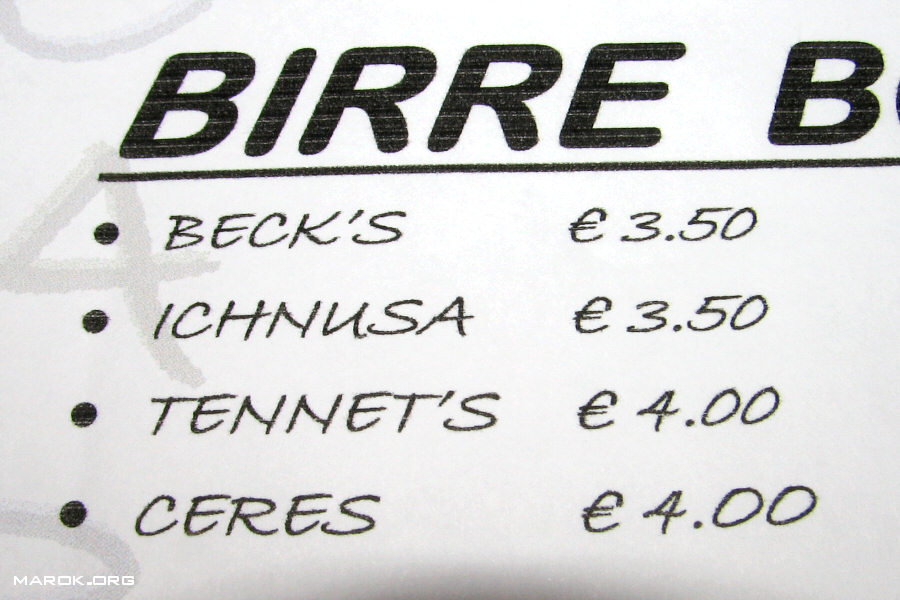 BIRRE
• BECK'S € 3.50
• ICHNUSA € 3.50
• TENNET'S € 4.00
• CERES € 4.00
MAROK.ORG